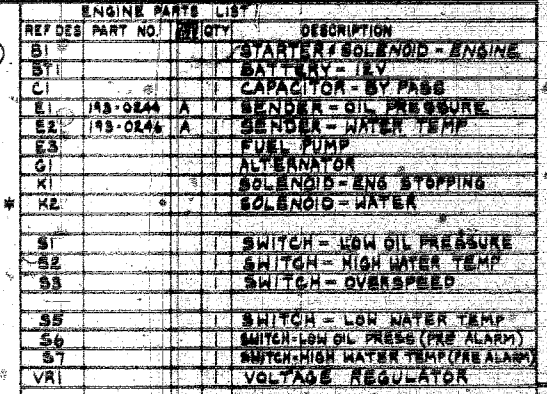 ENGINE PARTS LIST
REF DES PART NO. QTY DESCRIPTION
B1 1 STARTER & SOLENOID - ENGINE
BT1 1 BATTERY - 12V
C1 1 CAPACITOR - BY PASS
E1 193-0244 A 1 SENDER - OIL PRESSURE
E2 193-0246 A 1 SENDER - WATER TEMP
E3 1 FUEL PUMP
G1 1 ALTERNATOR
K1 1 SOLENOID - ENG STOPPING
* K2 1 SOLENOID - WATER
S1 1 SWITCH - LOW OIL PRESSURE
S2 1 SWITCH - HIGH WATER TEMP
S3 1 SWITCH - OVERSPEED
S5 1 SWITCH - LOW WATER TEMP
S6 1 SWITCH-LOW OIL PRESS (PRE ALARM)
S7 1 SWITCH-HIGH WATER TEMP (PRE ALARM)
VR1 1 VOLTAGE REGULATOR